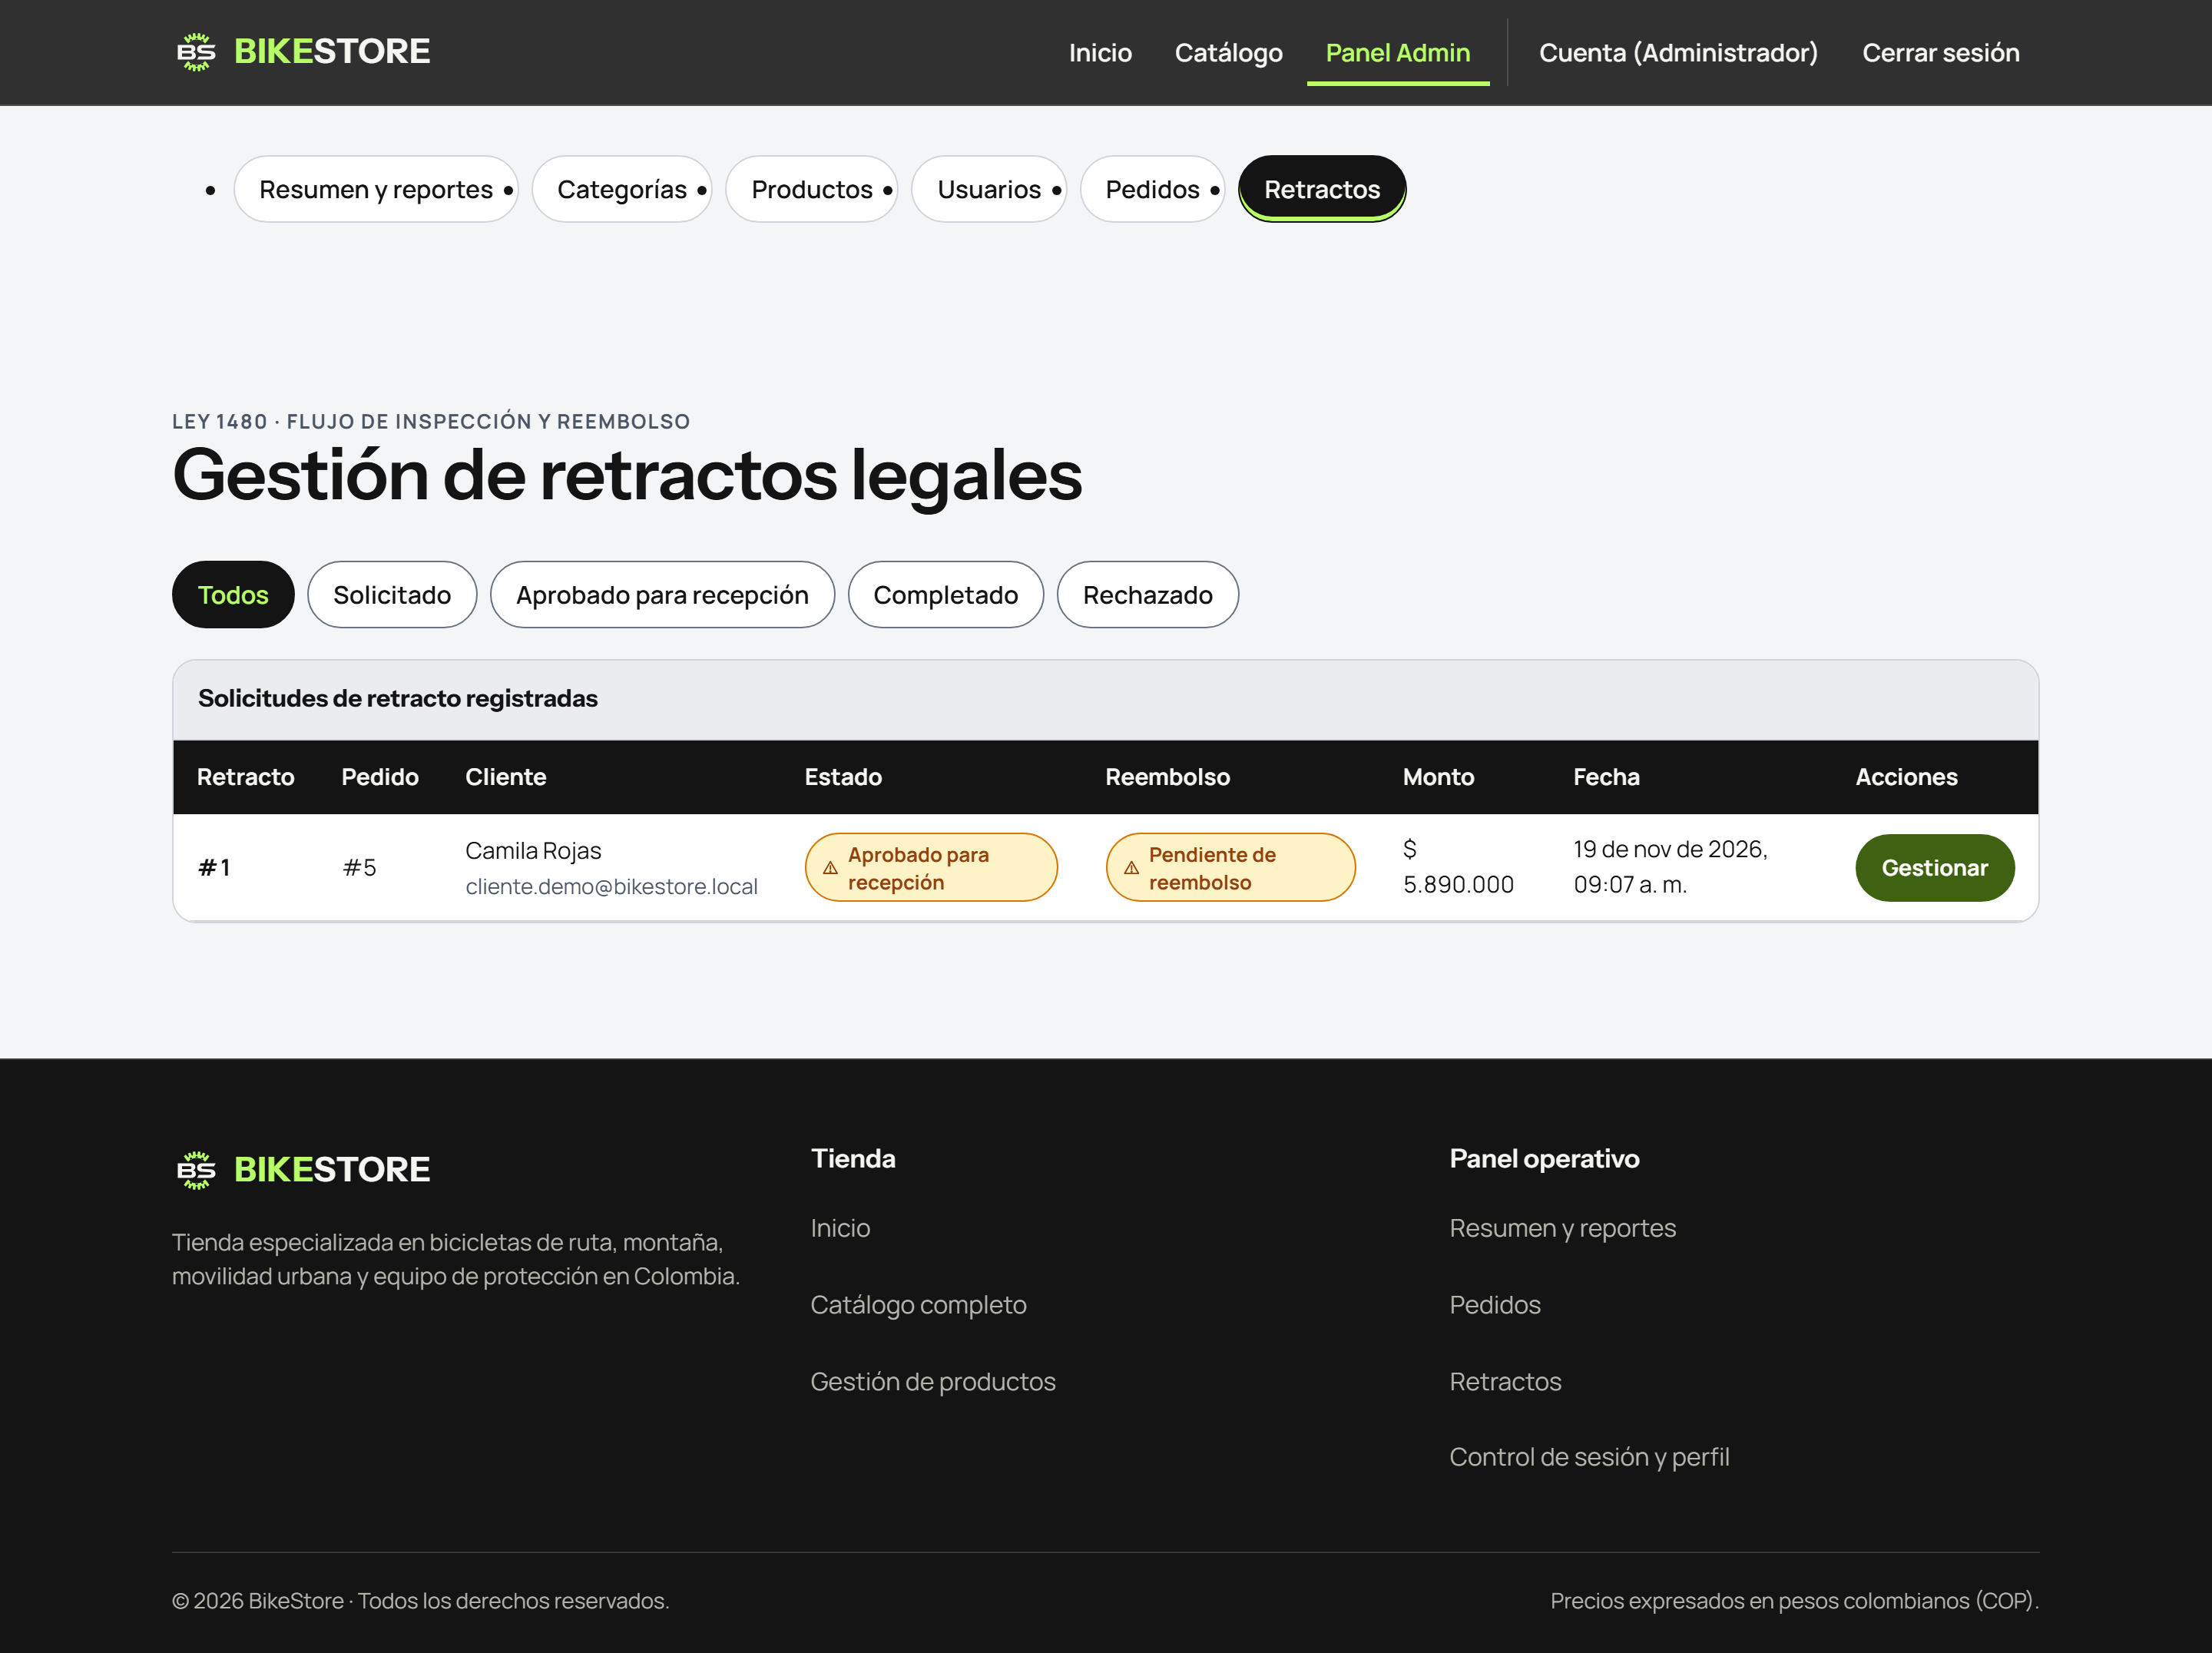 BS BIKESTORE
Inicio Catálogo Panel Admin Cuenta (Administrador) Cerrar sesión
• Resumen y reportes • Categorías • Productos • Usuarios • Pedidos • Retractos
LEY 1480 · FLUJO DE INSPECCIÓN Y REEMBOLSO
Gestión de retractos legales
Todos Solicitado Aprobado para recepción Completado Rechazado
Solicitudes de retracto registradas
Retracto Pedido Cliente Estado Reembolso Monto Fecha Acciones
#1 #5 Camila Rojas
cliente.demo@bikestore.local
Aprobado para
recepción
Pendiente de
reembolso
$
5.890.000
19 de nov de 2026,
09:07 a. m.
Gestionar
BS BIKESTORE
Tienda especializada en bicicletas de ruta, montaña,
movilidad urbana y equipo de protección en Colombia.
Tienda
Inicio
Catálogo completo
Gestión de productos
Panel operativo
Resumen y reportes
Pedidos
Retractos
Control de sesión y perfil
© 2026 BikeStore · Todos los derechos reservados.
Precios expresados en pesos colombianos (COP).